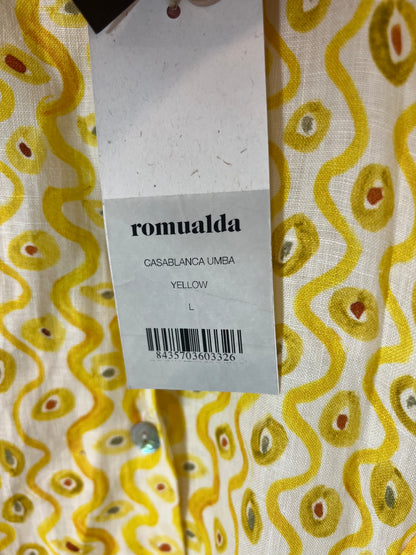 romualda
CASABLANCA UMBA
YELLOW
L
8435703603326